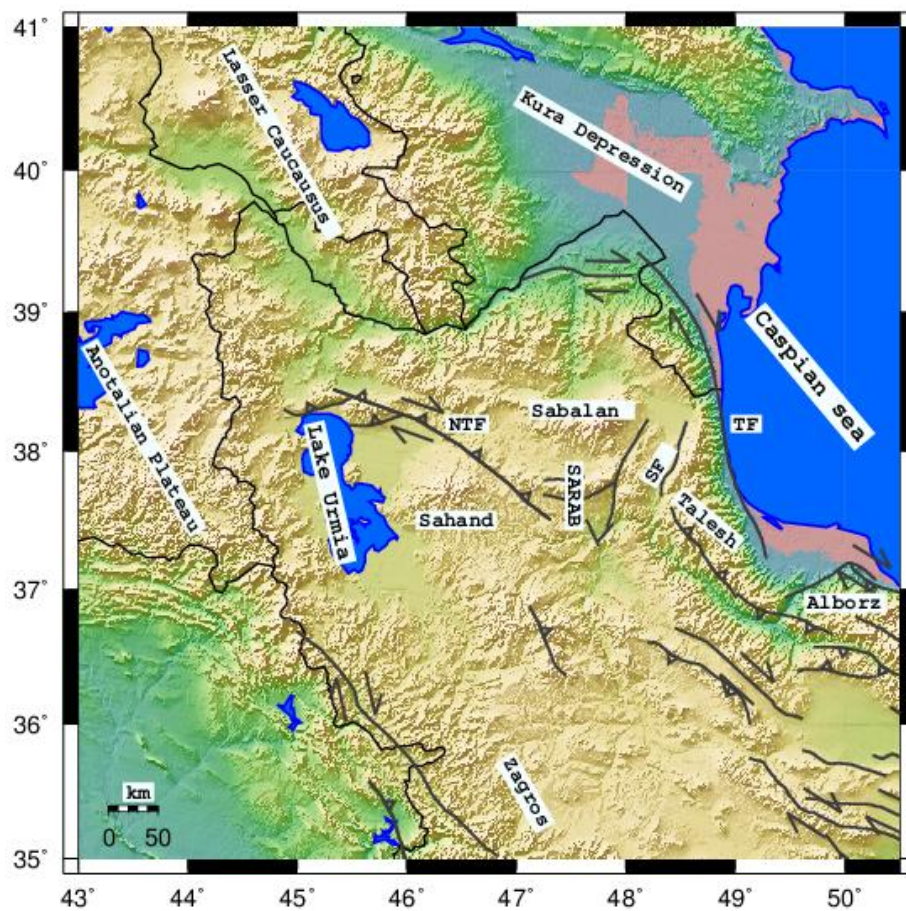 41°
40°
39°
38°
37°
36°
35°
43°
44°
45°
46°
47°
48°
49°
50°
Lasser Caucausus
Kura Depression
Caspian sea
Anotalian Plateau
Lake Urmia
NTF
Sabalan
TF
SARAB
SF
Sahand
Talesh
Alborz
Zagros
km
0 50